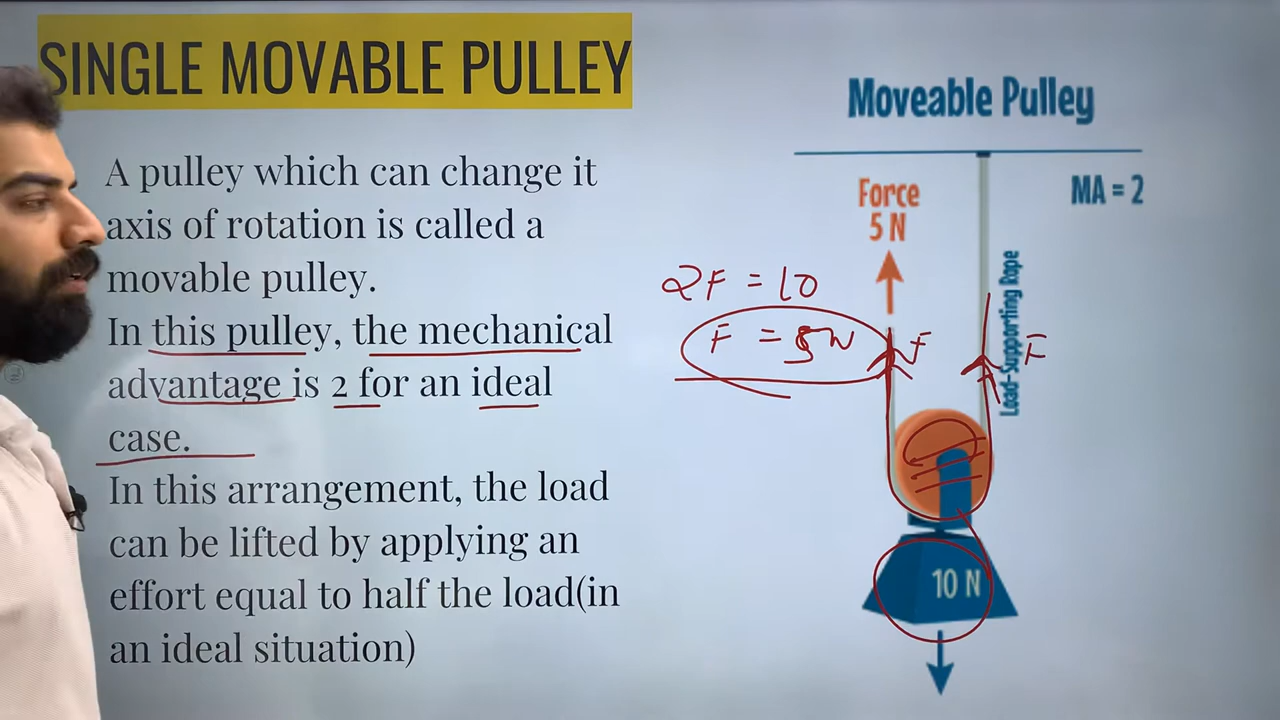 SINGLE MOVABLE PULLEY
A pulley which can change it
axis of rotation is called a
movable pulley.
In this pulley, the mechanical
advantage is 2 for an ideal
case.
In this arrangement, the load
can be lifted by applying an
effort equal to half the load(in
an ideal situation)
Moveable Pulley
MA = 2
Force
5 N
Load-Supporting Rope
2F = 10
F = 5N
F
F
10 N